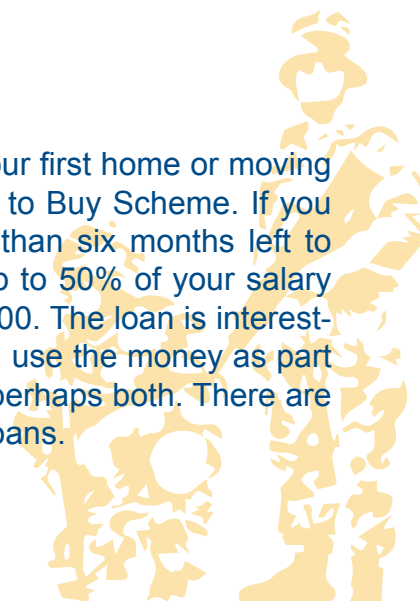 our first home or moving
to Buy Scheme. If you
than six months left to
to 50% of your salary
00. The loan is interest-
use the money as part
perhaps both. There are
oans.